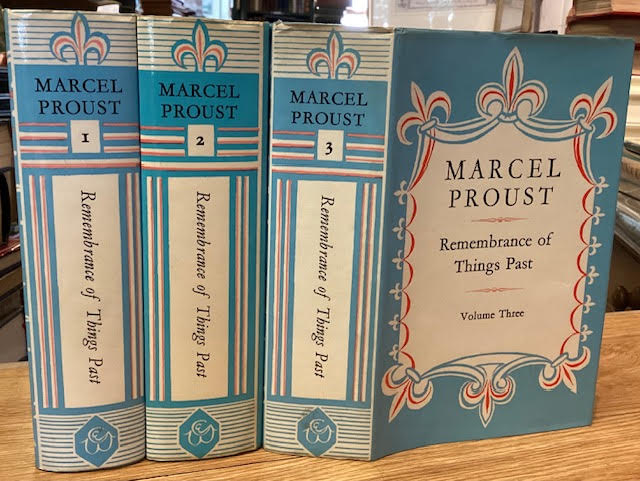 MARCEL
PROUST
1
Remembrance of Things Past
MARCEL
PROUST
2
Remembrance of Things Past
MARCEL
PROUST
3
Remembrance of Things Past
MARCEL
PROUST
Remembrance of
Things Past
Volume Three